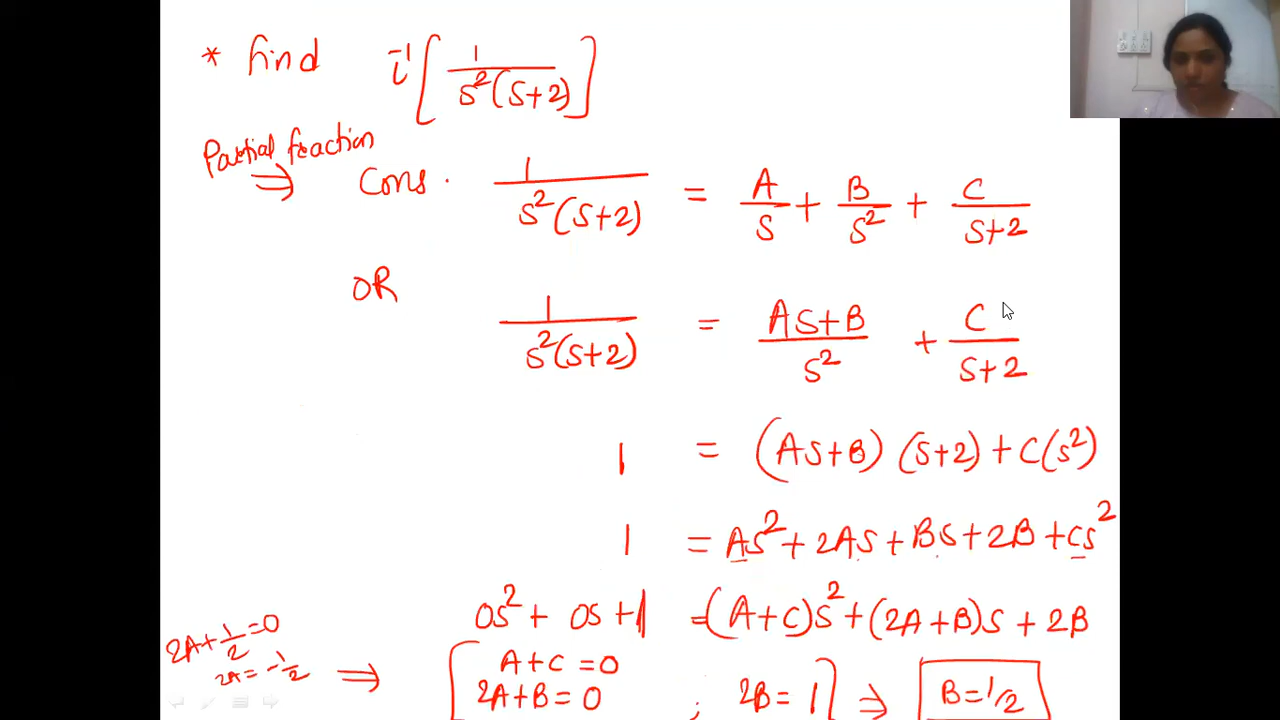 * find L⁻¹[1/(s²(s+2))]
Partial fraction
⇒ Cons. 1/(s²(s+2)) = A/s + B/s² + C/(s+2)
OR
1/(s²(s+2)) = (As+B)/s² + C/(s+2)
1 = (As+B)(s+2)+C(s²)
1 = As²+2As+Bs+2B+Cs²
0s²+0s+1 = (A+C)s²+(2A+B)s+2B
2A+1/2=0
2A=-1/2
⇒ [A+C=0
2A+B=0 ; 2B=1] ⇒ B=1/2